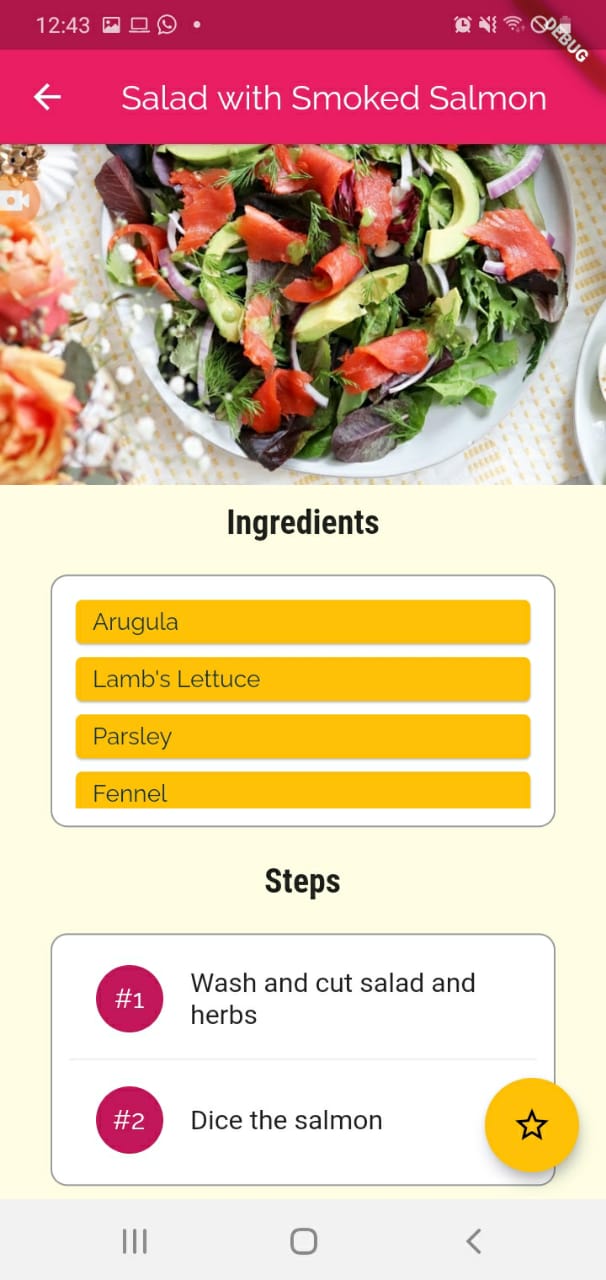 12:43
DEBUG
Salad with Smoked Salmon
Ingredients
Arugula
Lamb's Lettuce
Parsley
Fennel
Steps
#1
Wash and cut salad and
herbs
#2
Dice the salmon